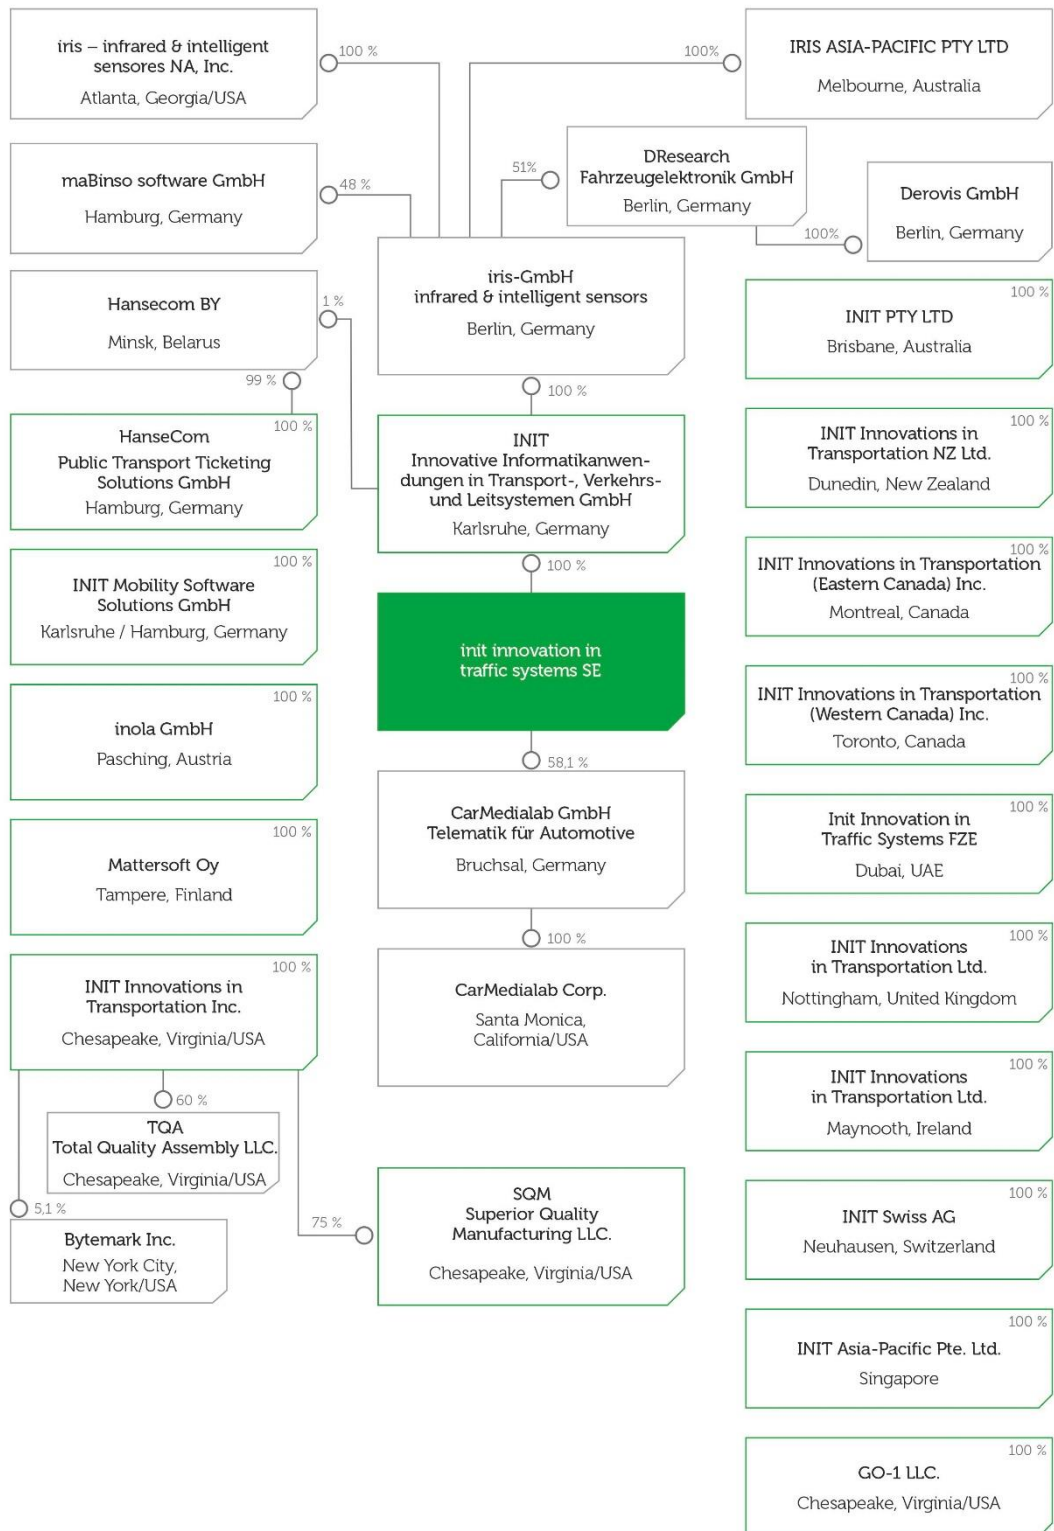 iris – infrared & intelligent
sensores NA, Inc.
Atlanta, Georgia/USA
100 %
100%
IRIS ASIA-PACIFIC PTY LTD
Melbourne, Australia
maBinso software GmbH
Hamburg, Germany
48 %
51%
DResearch
Fahrzeugelektronik GmbH
Berlin, Germany
100%
Derovis GmbH
Berlin, Germany
Hansecom BY
Minsk, Belarus
1 %
99 %
iris-GmbH
infrared & intelligent sensors
Berlin, Germany
100 %
100 %
INIT PTY LTD
Brisbane, Australia
100 %
HanseCom
Public Transport Ticketing
Solutions GmbH
Hamburg, Germany
INIT
Innovative Informatikanwen-
dungen in Transport-, Verkehrs-
und Leitsystemen GmbH
Karlsruhe, Germany
100 %
100 %
INIT Innovations in
Transportation NZ Ltd.
Dunedin, New Zealand
100 %
INIT Mobility Software
Solutions GmbH
Karlsruhe / Hamburg, Germany
init innovation in
traffic systems SE
58,1 %
100 %
INIT Innovations in Transportation
(Eastern Canada) Inc.
Montreal, Canada
100 %
inola GmbH
Pasching, Austria
100 %
INIT Innovations in Transportation
(Western Canada) Inc.
Toronto, Canada
100 %
Mattersoft Oy
Tampere, Finland
CarMedialab GmbH
Telematik für Automotive
Bruchsal, Germany
100 %
100 %
Init Innovation in
Traffic Systems FZE
Dubai, UAE
100 %
INIT Innovations in
Transportation Inc.
Chesapeake, Virginia/USA
CarMedialab Corp.
Santa Monica,
California/USA
100 %
INIT Innovations
in Transportation Ltd.
Nottingham, United Kingdom
60 %
TQA
Total Quality Assembly LLC.
Chesapeake, Virginia/USA
100 %
INIT Innovations
in Transportation Ltd.
Maynooth, Ireland
5,1 %
Bytemark Inc.
New York City,
New York/USA
75 %
SQM
Superior Quality
Manufacturing LLC.
Chesapeake, Virginia/USA
100 %
INIT Swiss AG
Neuhausen, Switzerland
100 %
INIT Asia-Pacific Pte. Ltd.
Singapore
100 %
GO-1 LLC.
Chesapeake, Virginia/USA